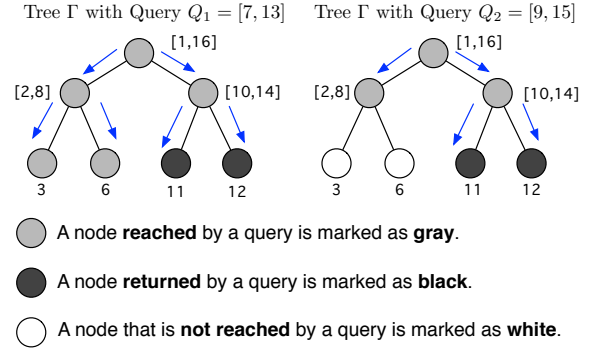 Tree Γ with Query Q₁ = [7, 13]
Tree Γ with Query Q₂ = [9, 15]
[1,16]
[1,16]
[2,8]
[10,14]
[2,8]
[10,14]
3
6
11
12
3
6
11
12
A node reached by a query is marked as gray.
A node returned by a query is marked as black.
A node that is not reached by a query is marked as white.